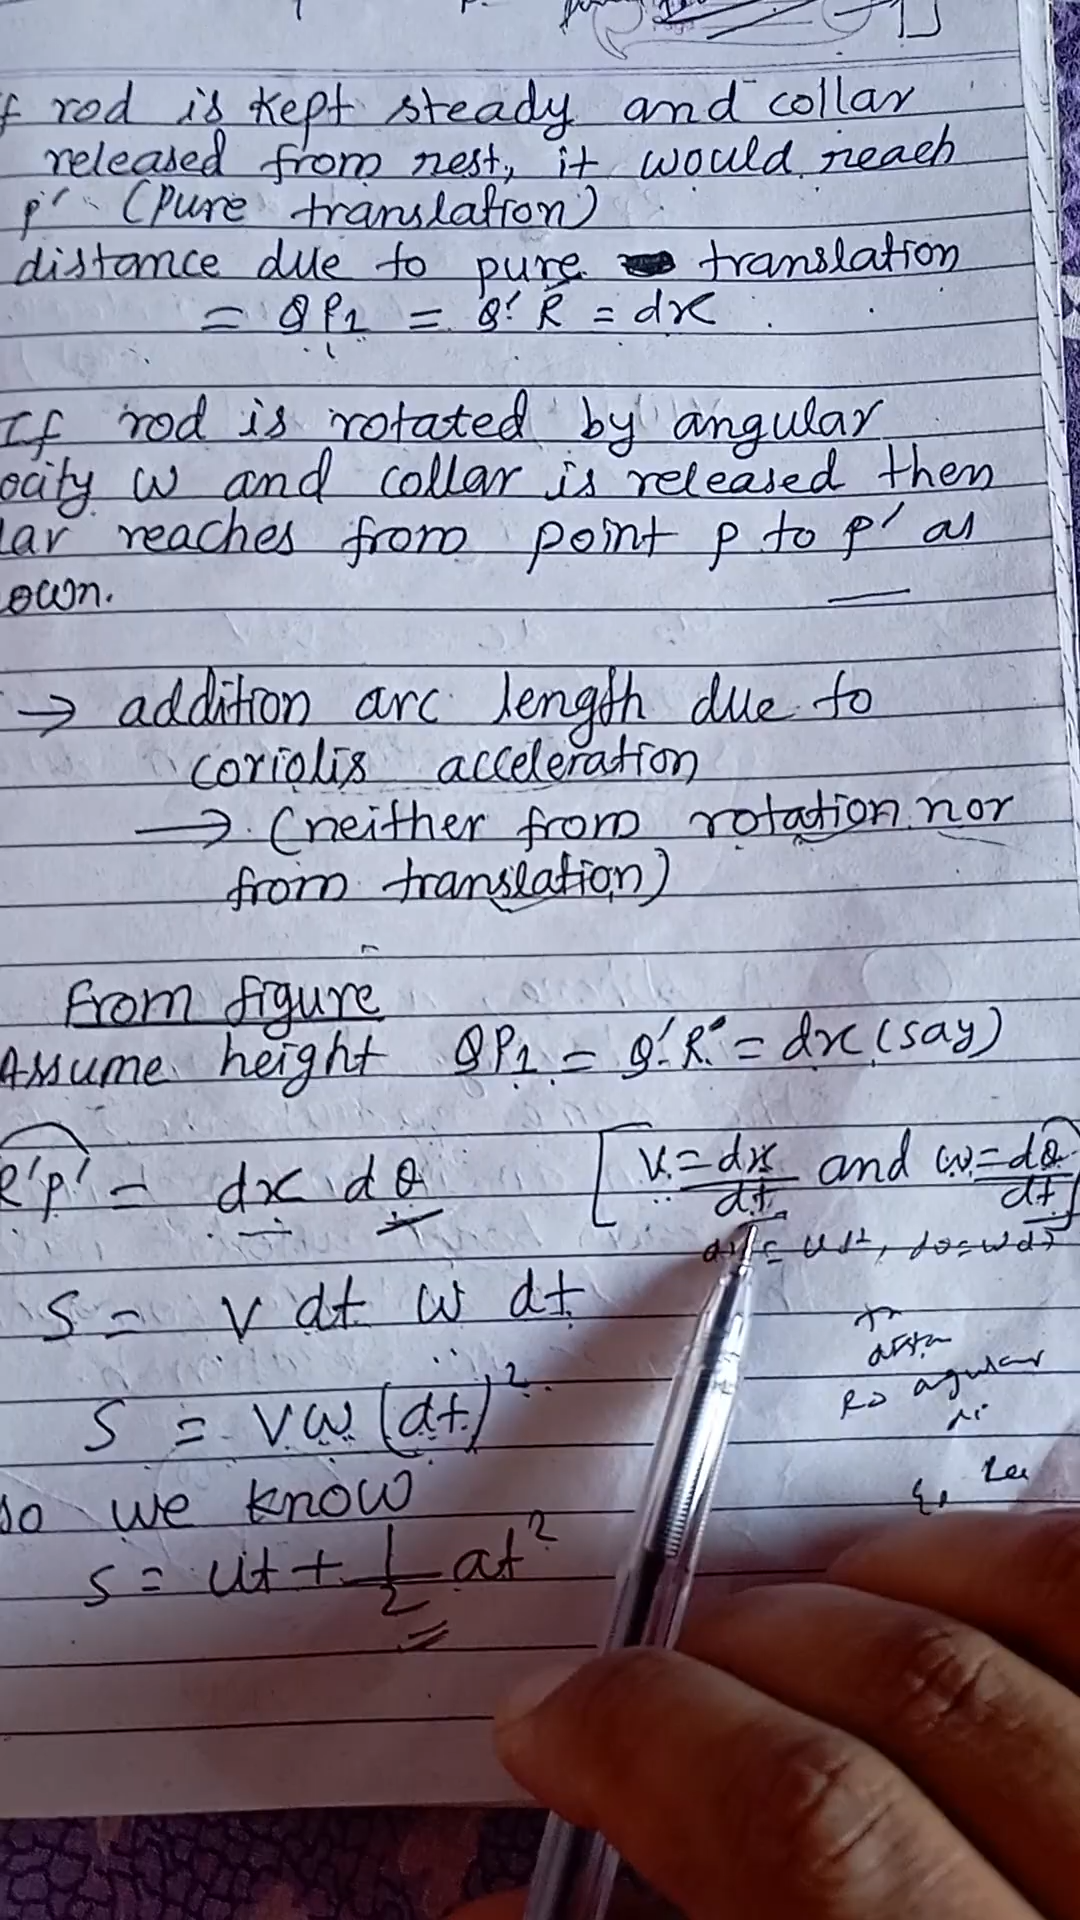 f rod is kept steady and collar
released from rest, it would reach
p' (pure translation)
distance due to pure translation
= QP1 = Q'R = dx
If rod is rotated by angular
ocity ω and collar is released then
lar reaches from point p to p' as
own.
→ addition arc length due to
coriolis acceleration
→ (neither from rotation nor
from translation)
From figure
Assume height QP1 = Q'R' = dx (say)
R'p' = dx dθ [V = dx/dt and ω = dθ/dt]
dθ = ω dt
S = V dt ω dt
S = Vω (dt)²
so we know
s = ut + 1/2 at²